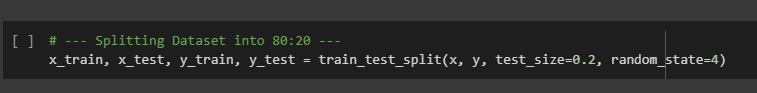 [ ] # --- Splitting Dataset into 80:20 ---
x_train, x_test, y_train, y_test = train_test_split(x, y, test_size=0.2, random_state=4)